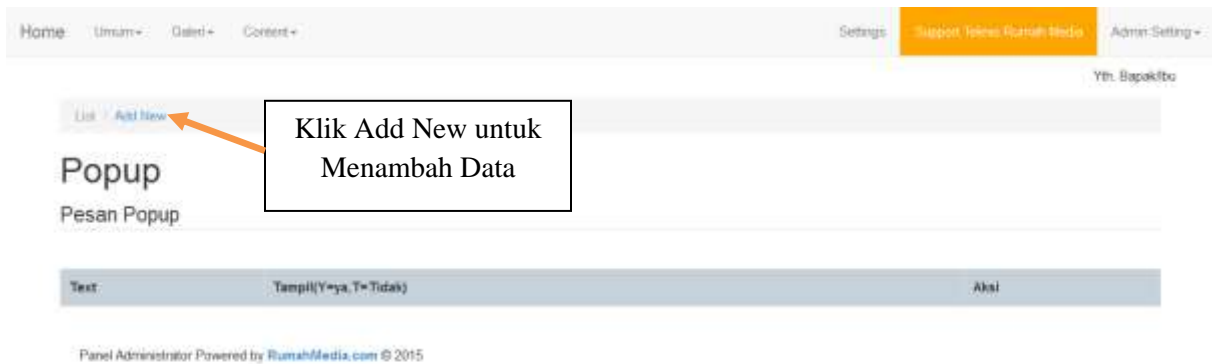 Home Umum Galeri Content Settings Support Teknis Rumah Media Admin Setting
Yth. Bapak/Ibu
List / Add New
Klik Add New untuk
Menambah Data
Popup
Pesan Popup
Text Tampil(Y=ya,T=Tidak) Aksi
Panel Administrator Powered by RumahMedia.com © 2015